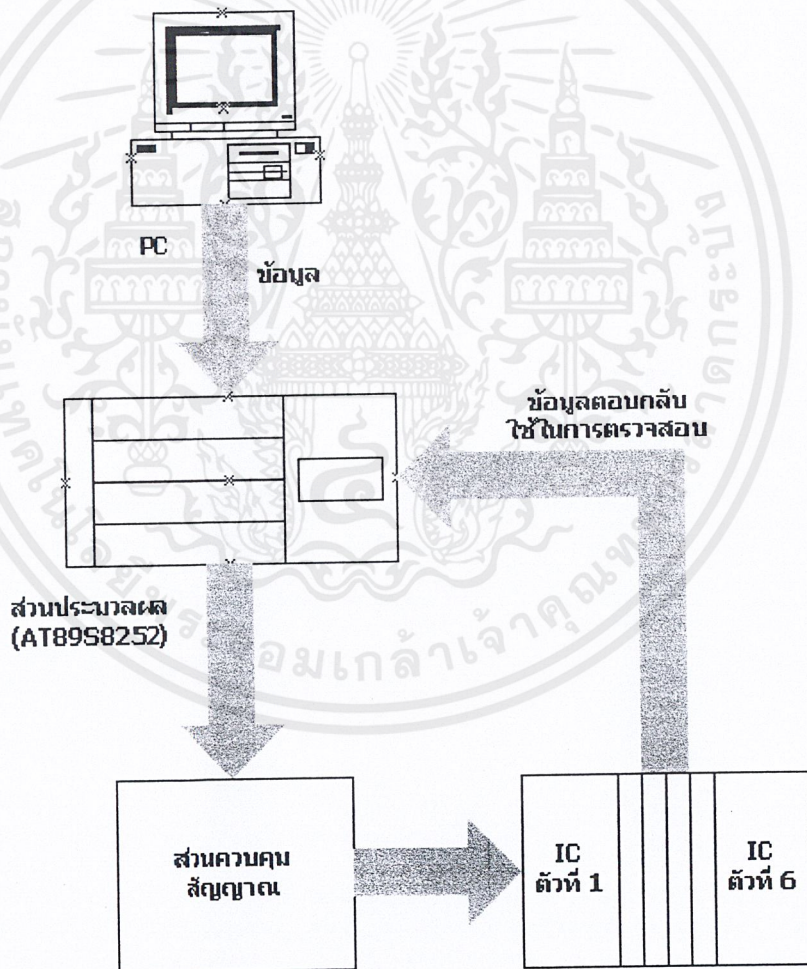 PC
ข้อมูล
ข้อมูลตอบกลับ
ใช้ในการตรวจสอบ
ส่วนประมวลผล
(AT89S8252)
ส่วนควบคุม
สัญญาณ
IC
ตัวที่ 1
IC
ตัวที่ 6